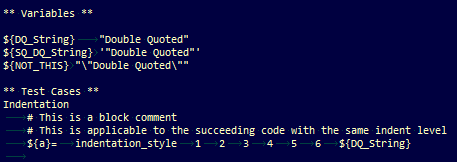 ** Variables **
${DQ_String} "Double Quoted"
${SQ_DQ_String} '"Double Quoted"'
${NOT_THIS} "\"Double Quoted\""
** Test Cases **
Indentation
# This is a block comment
# This is applicable to the succeeding code with the same indent level
${a}= indentation_style 1 2 3 4 5 6 ${DQ_String}